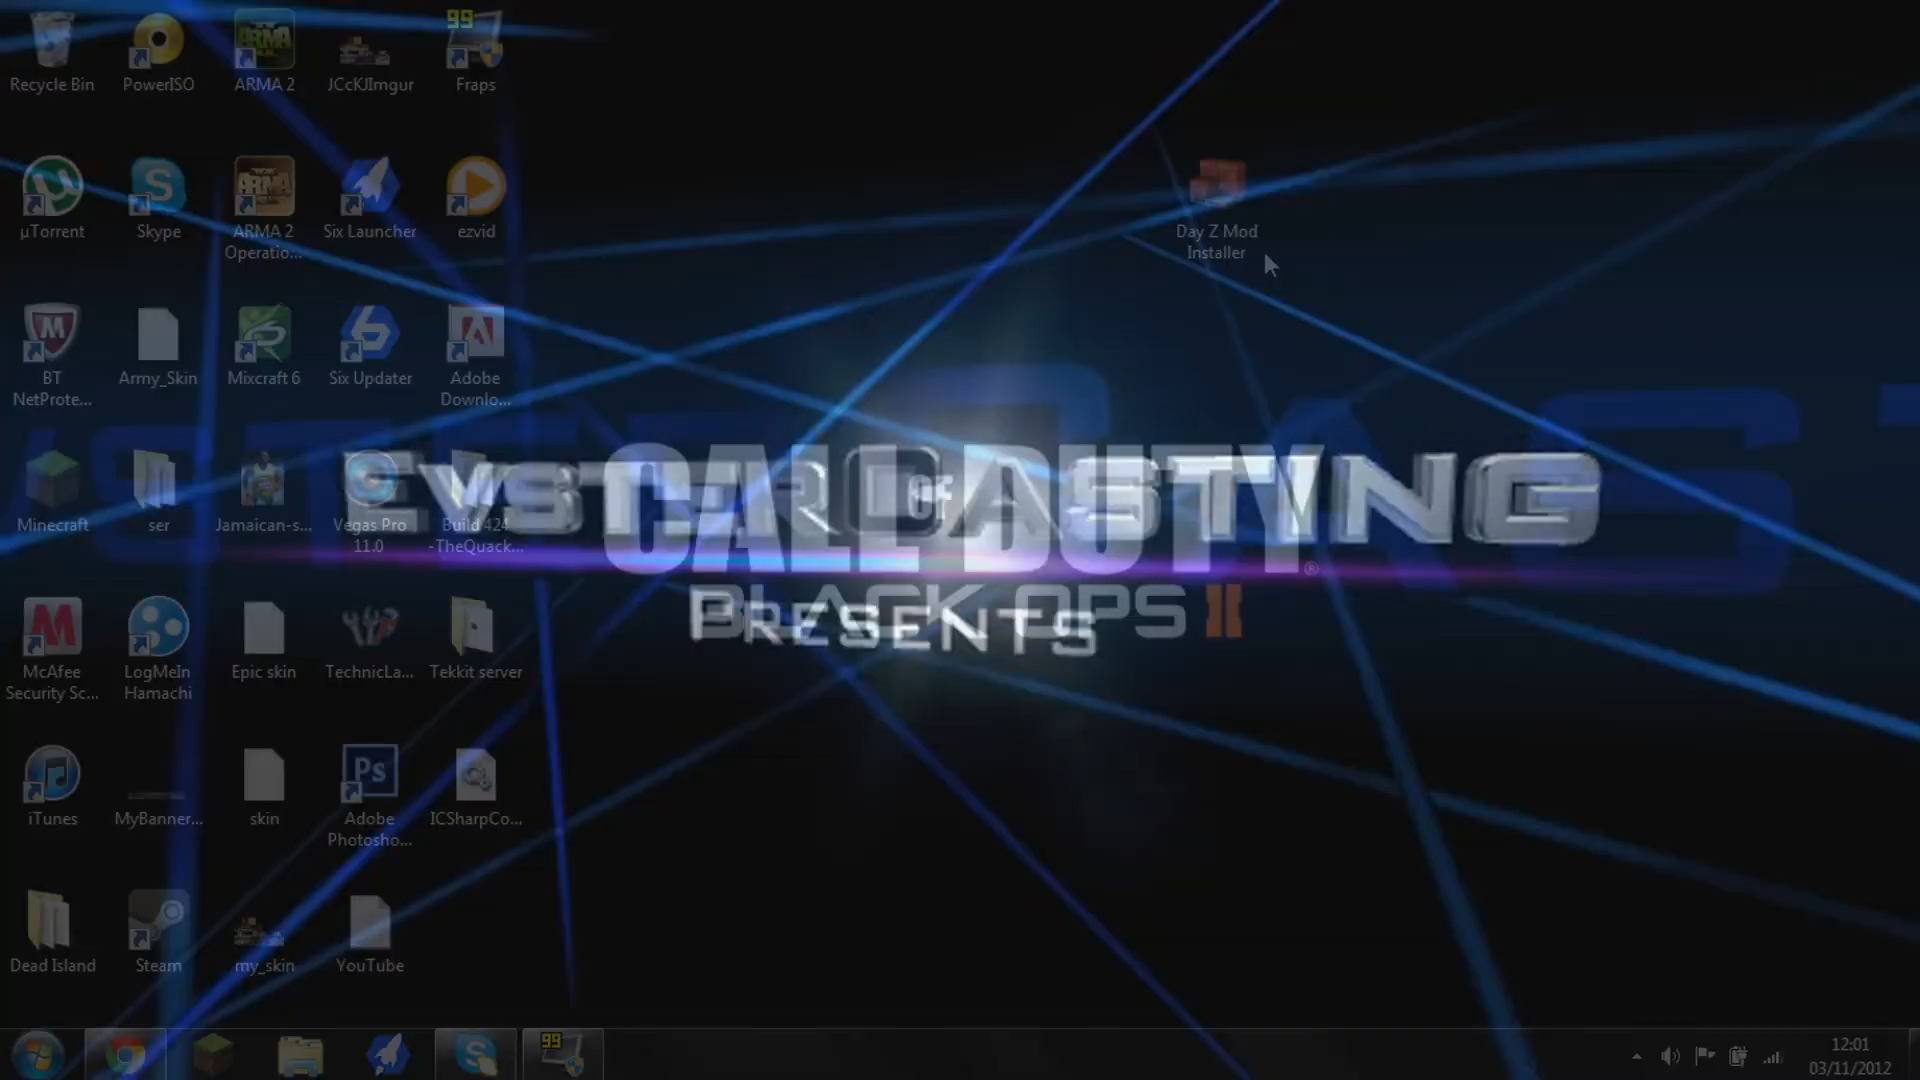 Recycle Bin
PowerISO
ARMA 2
JCcKJImgur
99
Fraps
µTorrent
Skype
ARMA 2
Operatio...
Six Launcher
ezvid
Day Z Mod
Installer
BT
NetProte...
Army_Skin
Mixcraft 6
Six Updater
Adobe
Downlo...
Minecraft
ser
Jamaican-s...
Vegas Pro
11.0
Build 424
-TheQuack...
CALL OF DUTY
BLACK OPS II
PRESENTS
McAfee
Security Sc...
LogMeIn
Hamachi
Epic skin
TechnicLa...
Tekkit server
iTunes
MyBanner...
skin
Ps
Adobe
Photosho...
ICSharpCo...
Dead Island
Steam
my_skin
YouTube
99
12:01
03/11/2012